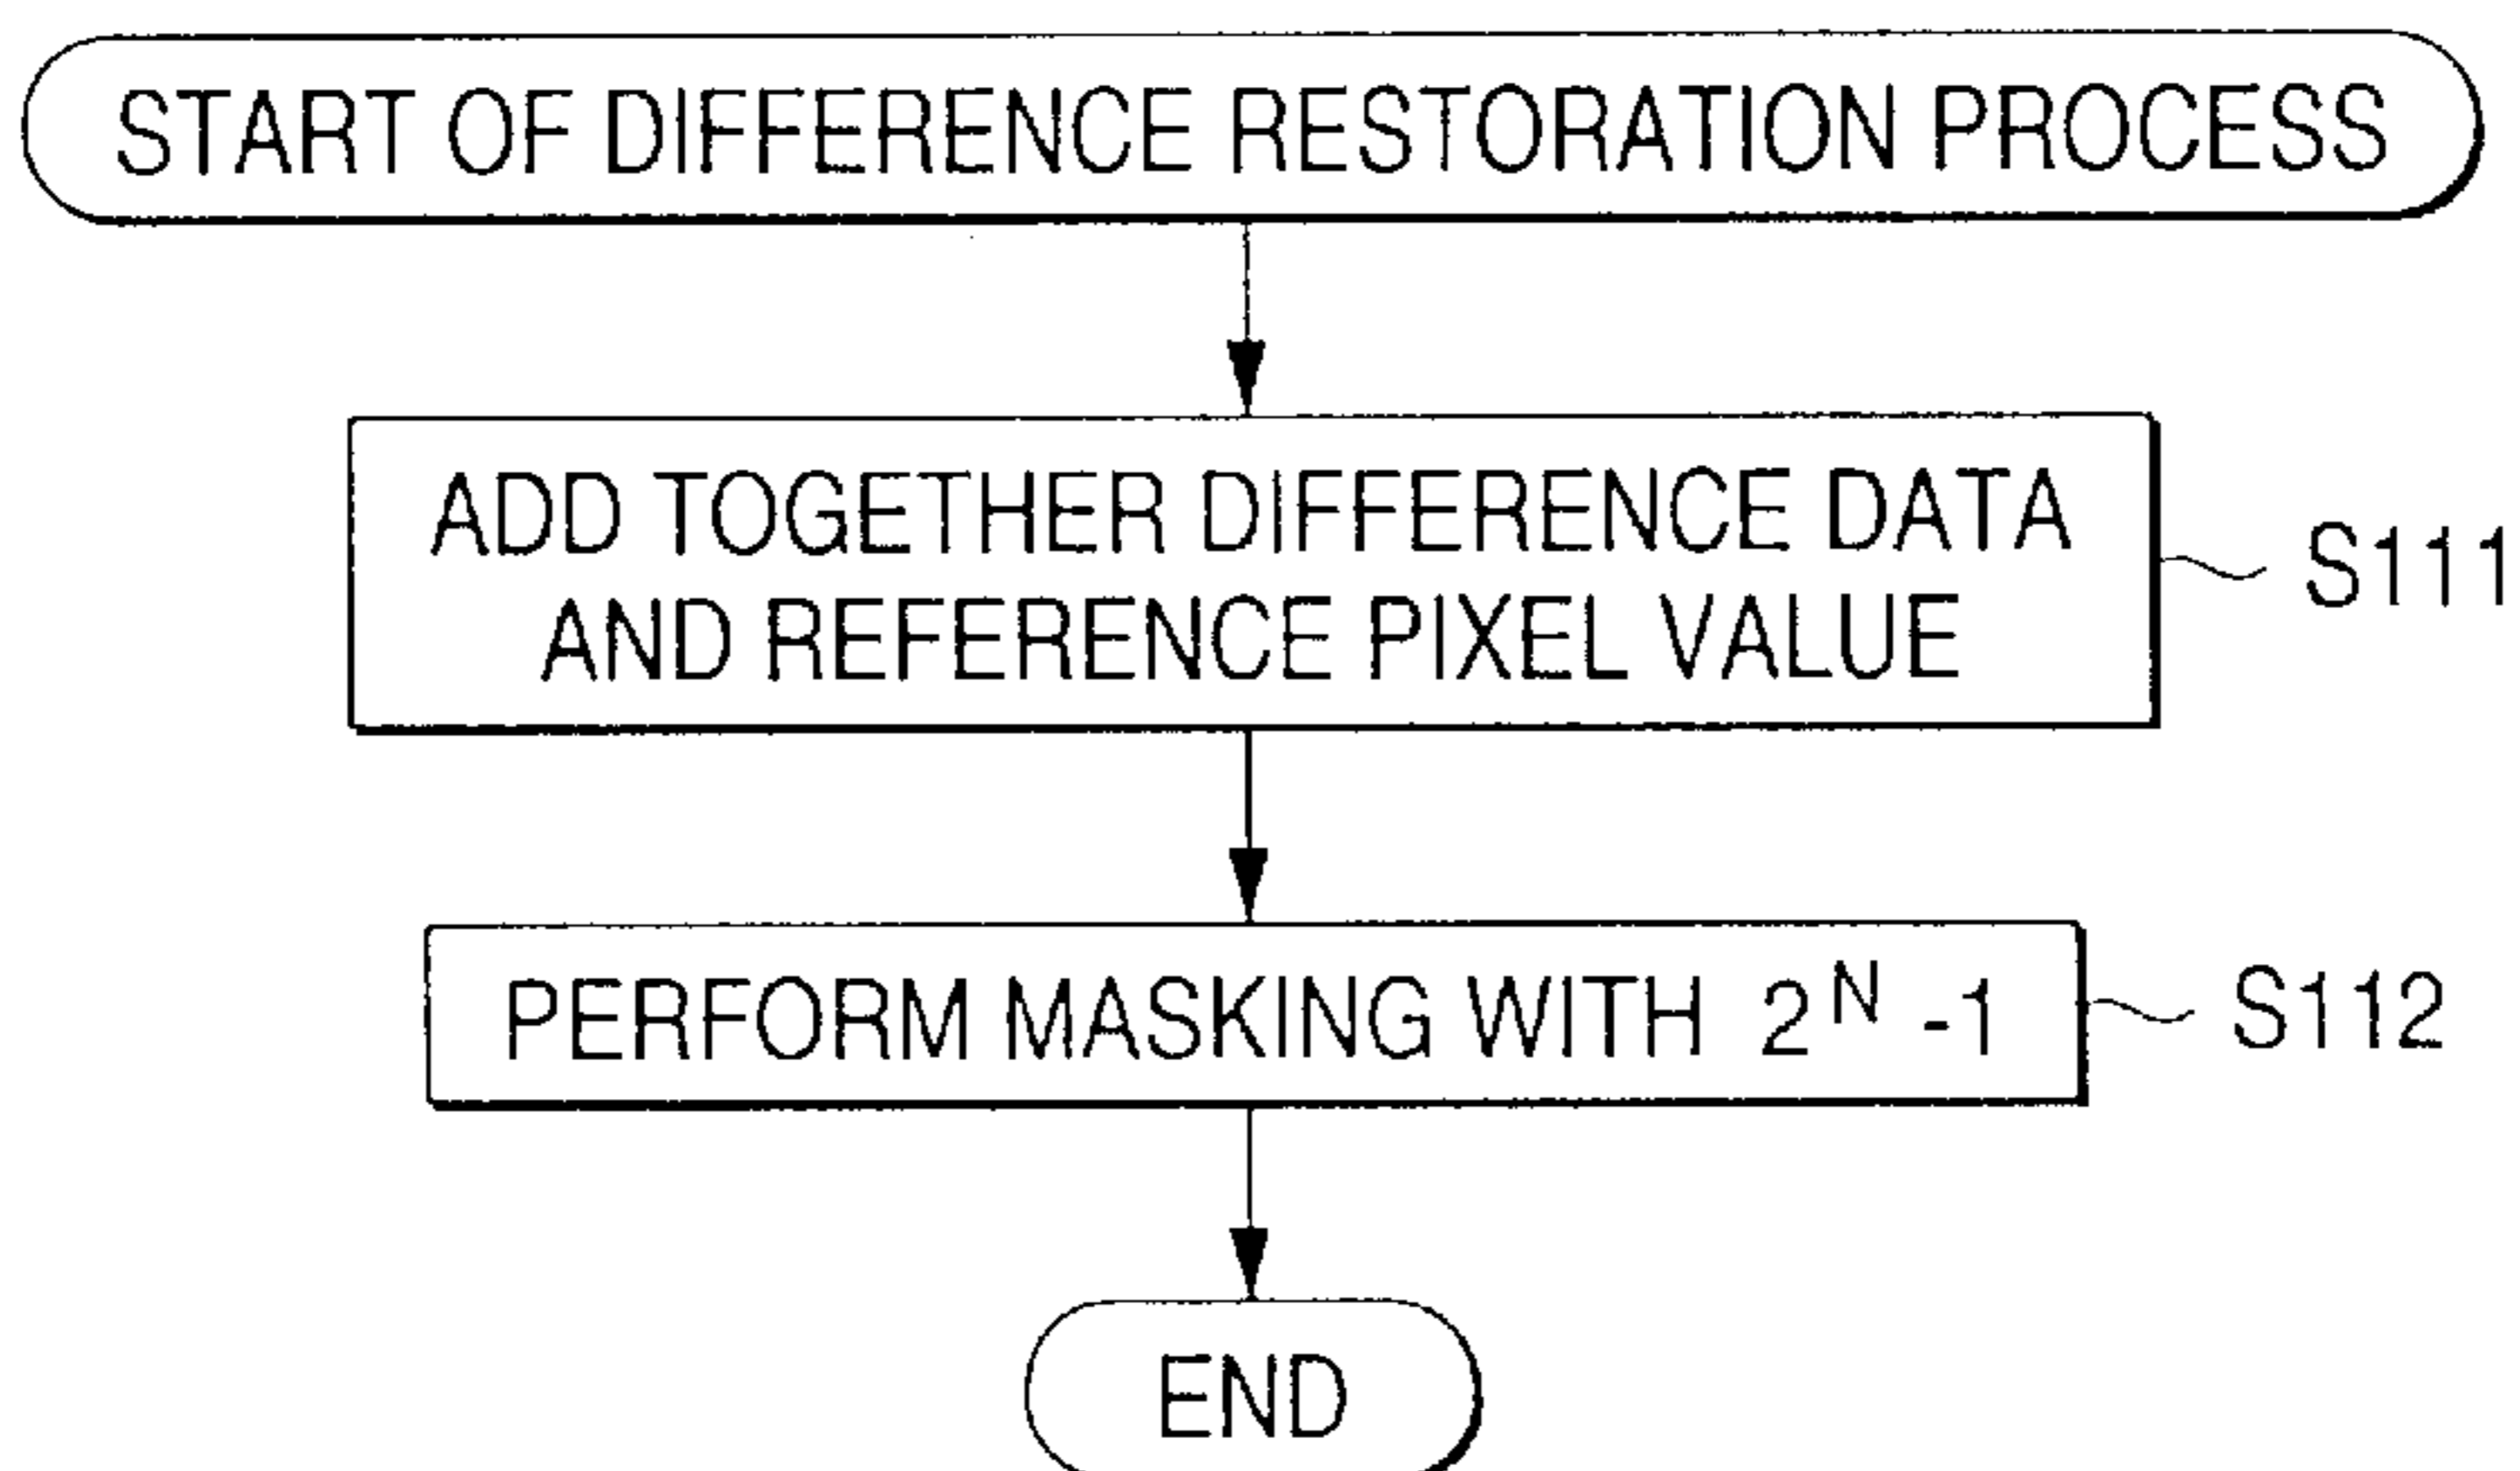 START OF DIFFERENCE RESTORATION PROCESS
ADD TOGETHER DIFFERENCE DATA
AND REFERENCE PIXEL VALUE
S111
PERFORM MASKING WITH 2^N -1
S112
END